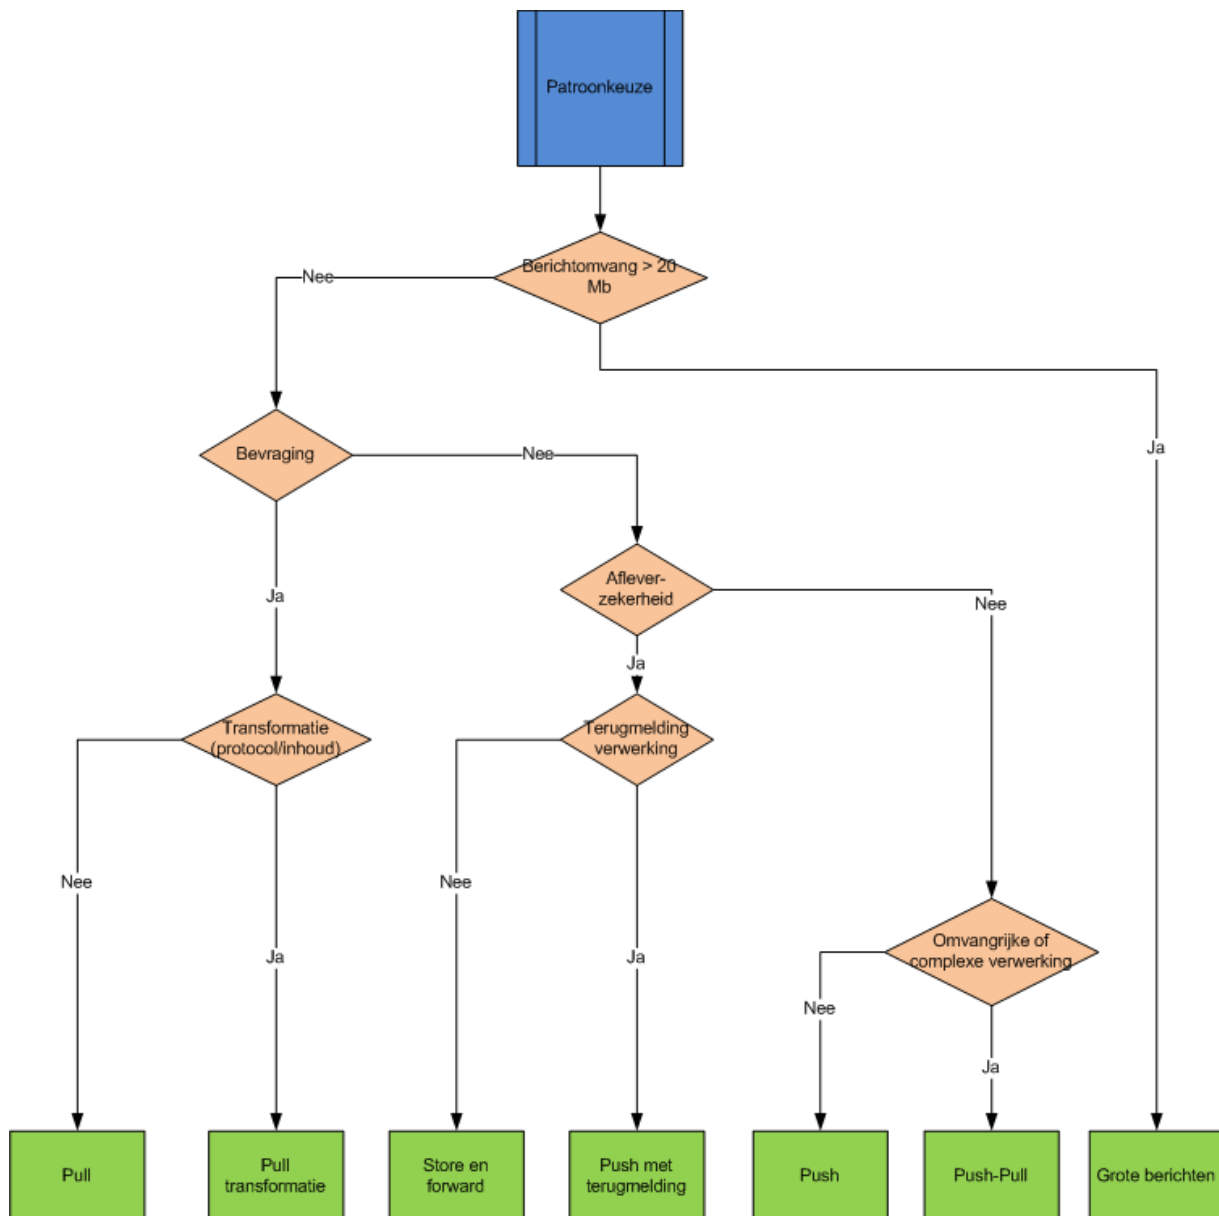 Patroonkeuze
Berichtomvang > 20
Mb
Nee
Ja
Bevraging
Nee
Ja
Aflever-
zekerheid
Nee
Ja
Transformatie
(protocol/inhoud)
Terugmelding
verwerking
Nee
Nee
Omvangrijke of
complexe verwerking
Ja
Ja
Nee
Ja
Pull
Pull
transformatie
Store en
forward
Push met
terugmelding
Push
Push-Pull
Grote berichten